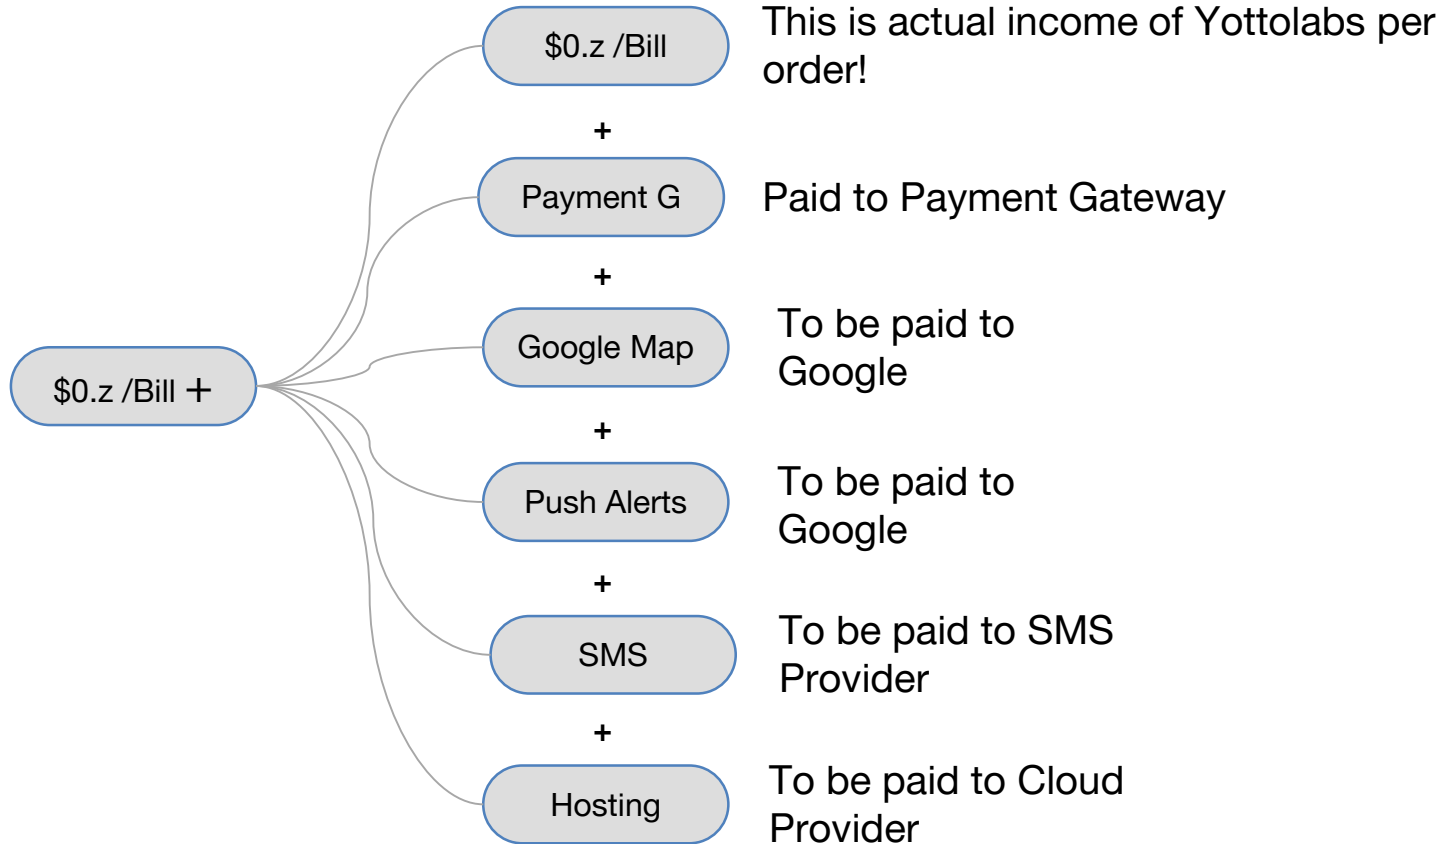 $0.z /Bill
This is actual income of Yottolabs per
order!
+
Payment G
Paid to Payment Gateway
+
Google Map
To be paid to
Google
$0.z /Bill +
+
Push Alerts
To be paid to
Google
+
SMS
To be paid to SMS
Provider
+
Hosting
To be paid to Cloud
Provider